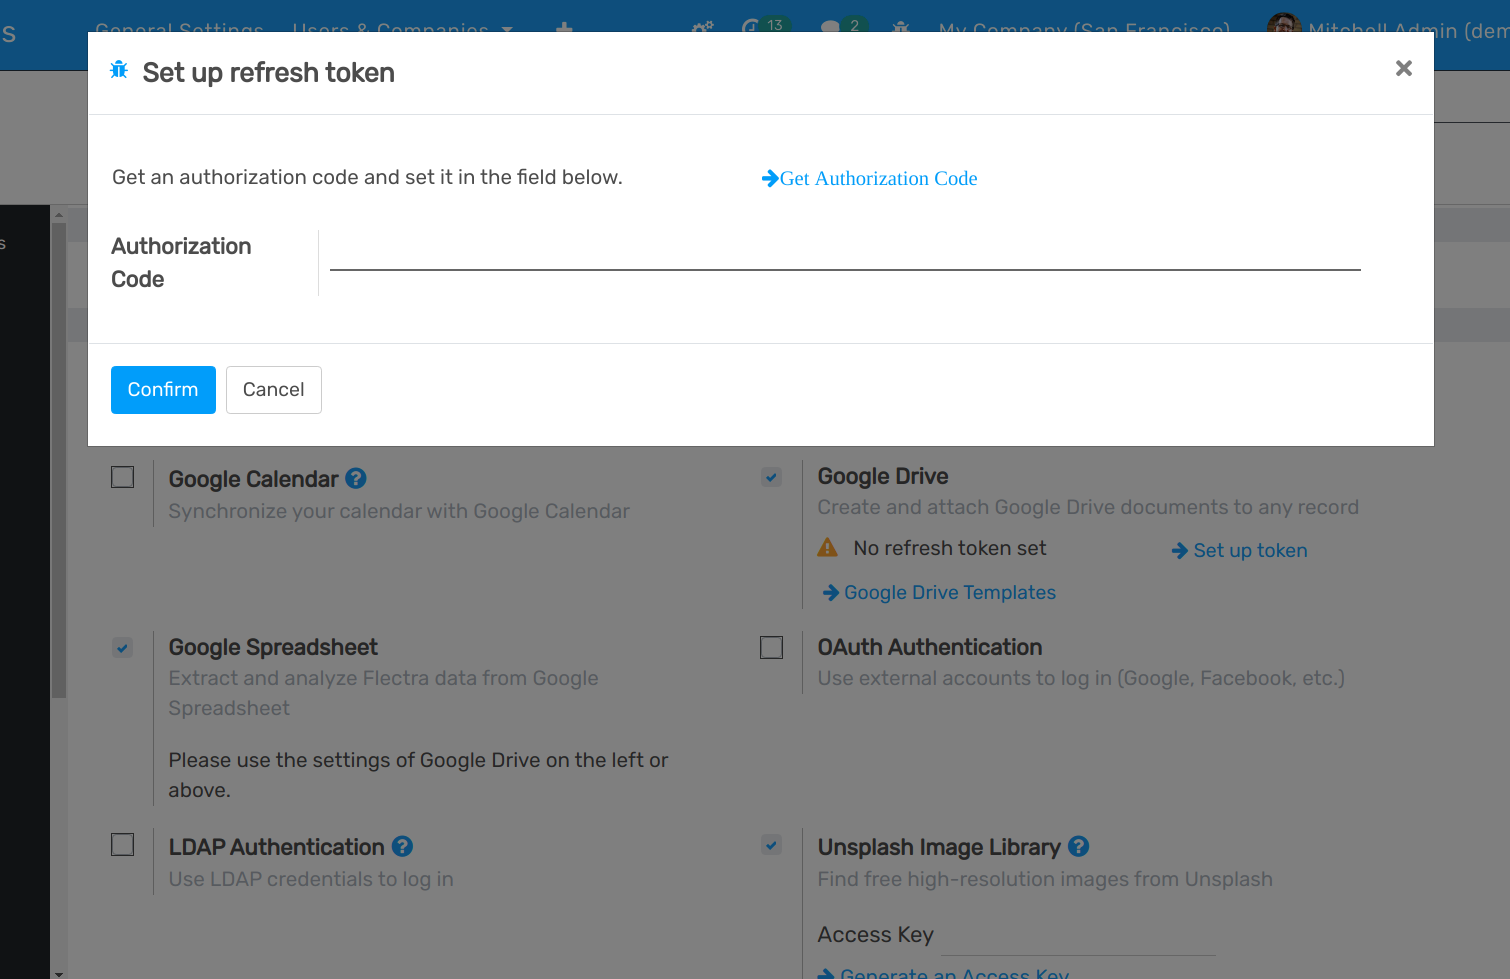 s General Settings Users & Companies 13 2 My Company (San Francisco) Mitchell Admin (dem
Set up refresh token
Get an authorization code and set it in the field below. Get Authorization Code
s
Authorization
Code
Confirm Cancel
Google Calendar
Synchronize your calendar with Google Calendar
Google Drive
Create and attach Google Drive documents to any record
No refresh token set Set up token
Google Drive Templates
Google Spreadsheet
Extract and analyze Flectra data from Google
Spreadsheet
Please use the settings of Google Drive on the left or
above.
OAuth Authentication
Use external accounts to log in (Google, Facebook, etc.)
LDAP Authentication
Use LDAP credentials to log in
Unsplash Image Library
Find free high-resolution images from Unsplash
Access Key
Generate an Access Key